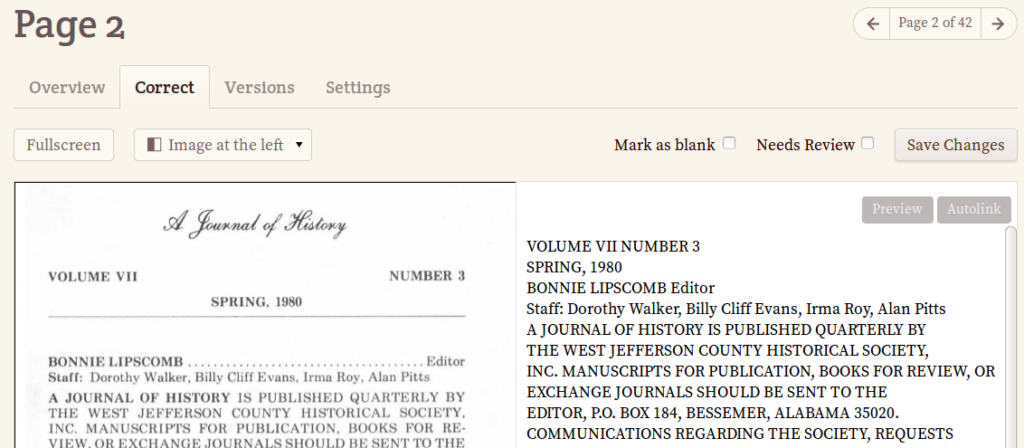 Page 2
Page 2 of 42
Overview
Correct
Versions
Settings
Fullscreen
Image at the left
Mark as blank
Needs Review
Save Changes
A Journal of History
VOLUME VII NUMBER 3
SPRING, 1980
BONNIE LIPSCOMB ................................... Editor
Staff: Dorothy Walker, Billy Cliff Evans, Irma Roy, Alan Pitts
A JOURNAL OF HISTORY IS PUBLISHED QUARTERLY BY
THE WEST JEFFERSON COUNTY HISTORICAL SOCIETY,
INC. MANUSCRIPTS FOR PUBLICATION, BOOKS FOR RE-
VIEW, OR EXCHANGE JOURNALS SHOULD BE SENT TO THE
Preview
Autolink
VOLUME VII NUMBER 3
SPRING, 1980
BONNIE LIPSCOMB Editor
Staff: Dorothy Walker, Billy Cliff Evans, Irma Roy, Alan Pitts
A JOURNAL OF HISTORY IS PUBLISHED QUARTERLY BY
THE WEST JEFFERSON COUNTY HISTORICAL SOCIETY,
INC. MANUSCRIPTS FOR PUBLICATION, BOOKS FOR REVIEW, OR
EXCHANGE JOURNALS SHOULD BE SENT TO THE
EDITOR, P.O. BOX 184, BESSEMER, ALABAMA 35020.
COMMUNICATIONS REGARDING THE SOCIETY, REQUESTS